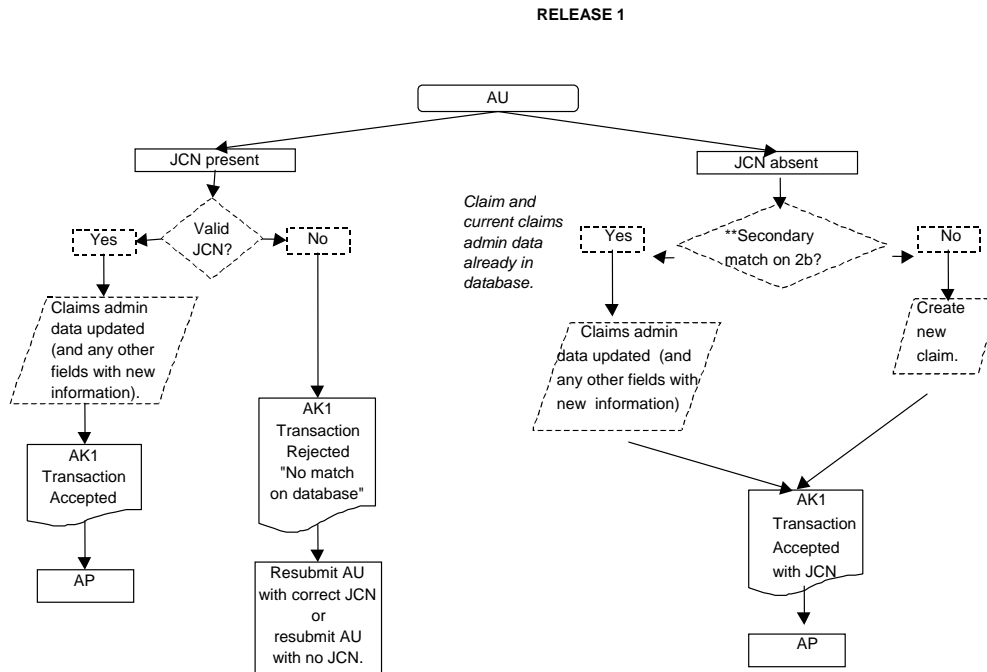 RELEASE 1
AU
JCN present
JCN absent
Valid
JCN?
Yes
No
Claim and
current claims
admin data
already in
database.
Yes
**Secondary
match on 2b?
No
Claims admin
data updated
(and any other
fields with new
information).
Claims admin
data updated (and
any other fields with
new information)
Create
new
claim.
AK1
Transaction
Rejected
"No match
on database"
AK1
Transaction
Accepted
AK1
Transaction
Accepted
with JCN
AP
Resubmit AU
with correct JCN
or
resubmit AU
with no JCN.
AP